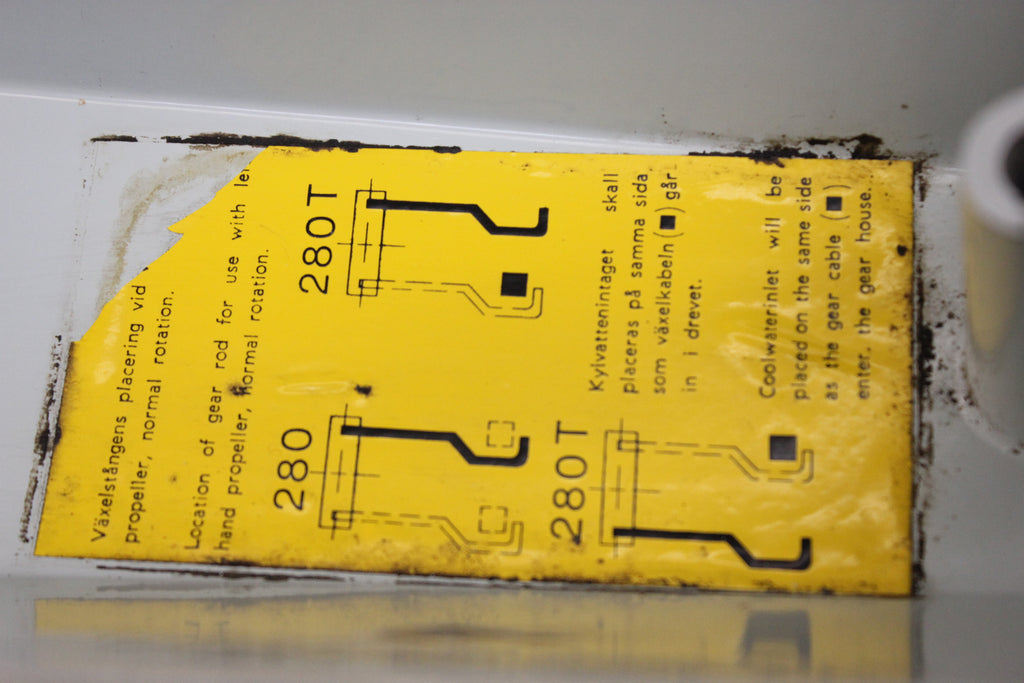 Växelstångens placering vid
propeller, normal rotation.
Location of gear rod for use with
hand propeller, normal rotation.
280
280T
280T
Kylvattenintaget skall
placeras på samma sida
som växelkabeln (■) går
in i drevet.
Coolwaterinlet will be
placed on the same side
as the gear cable (■)
enter, the gear house.